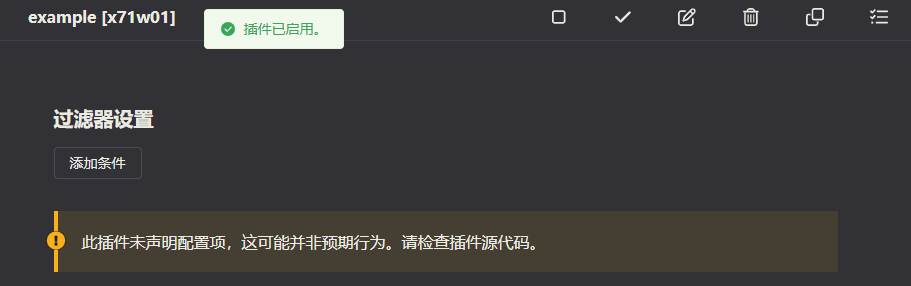 example [x71w01]
插件已启用。
过滤器设置
添加条件
此插件未声明配置项，这可能并非预期行为。请检查插件源代码。